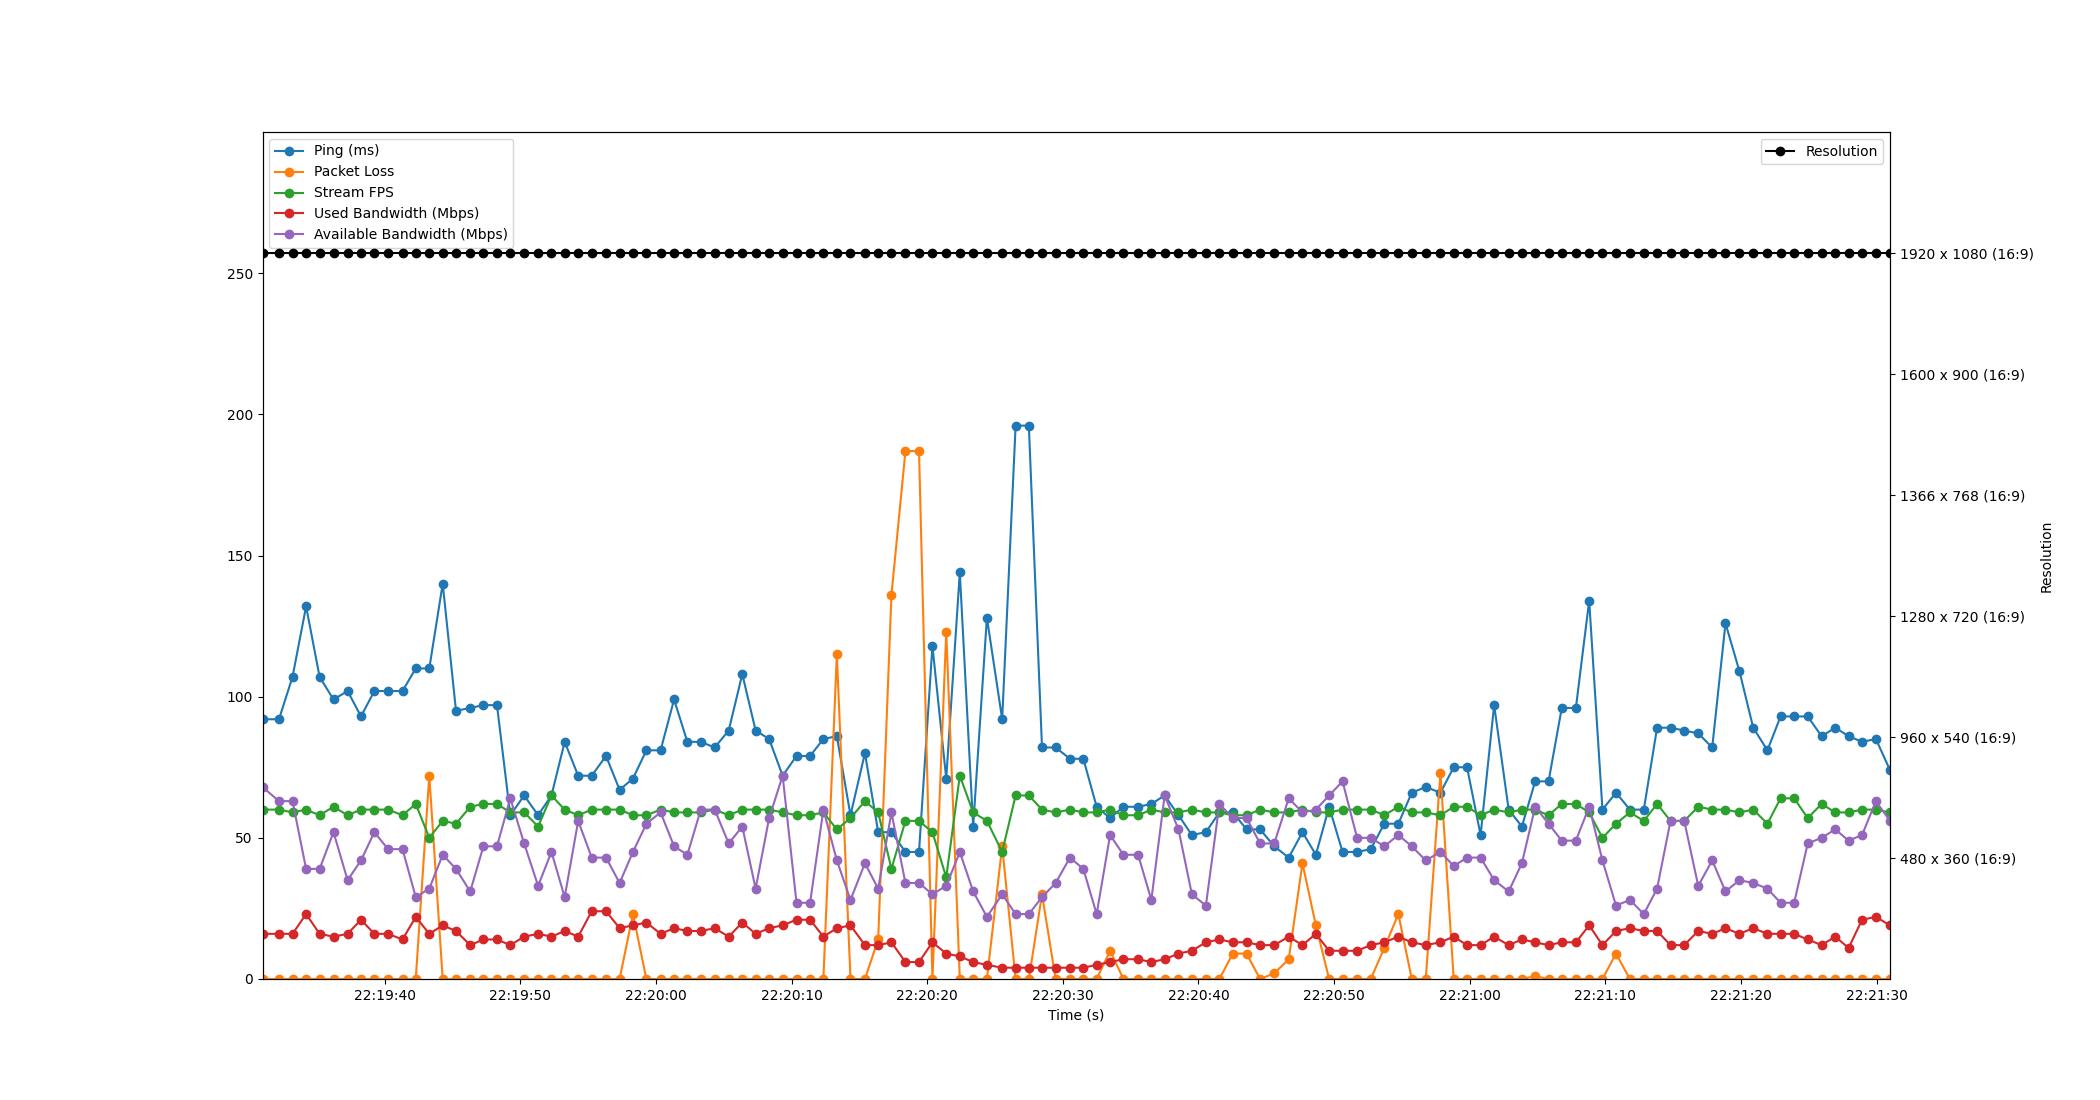 Ping (ms)
Packet Loss
Stream FPS
Used Bandwidth (Mbps)
Available Bandwidth (Mbps)
Resolution
250
200
150
100
50
0
1920 x 1080 (16:9)
1600 x 900 (16:9)
1366 x 768 (16:9)
1280 x 720 (16:9)
960 x 540 (16:9)
480 x 360 (16:9)
Resolution
22:19:40 22:19:50 22:20:00 22:20:10 22:20:20 22:20:30 22:20:40 22:20:50 22:21:00 22:21:10 22:21:20 22:21:30
Time (s)